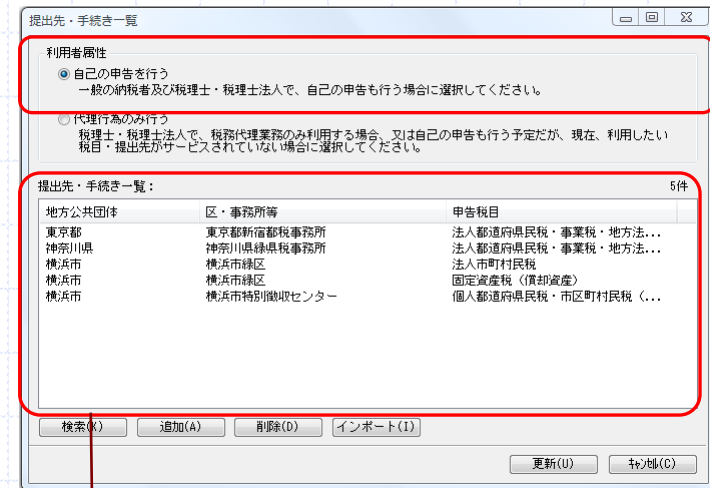 提出先・手続き一覧
利用者属性
自己の申告を行う
一般の納税者及び税理士・税理士法人で、自己の申告も行う場合に選択してください。
代理行為のみ行う
税理士・税理士法人で、税務代理業務のみ利用する場合、又は自己の申告も行う予定だが、現在、利用したい
税目・提出先がサービスされていない場合に選択してください。
提出先・手続き一覧： 5件
地方公共団体 区・事務所等 申告税目
東京都 東京都新宿都税事務所 法人都道府県民税・事業税・地方法...
神奈川県 神奈川県緑県税事務所 法人都道府県民税・事業税・地方法...
横浜市 横浜市緑区 法人市町村民税
横浜市 横浜市緑区 固定資産税（償却資産）
横浜市 横浜市特別徴収センター 個人都道府県民税・市区町村民税（...
検索(K) 追加(A) 削除(D) インポート(I)
更新(U) ｷｬﾝｾﾙ(C)